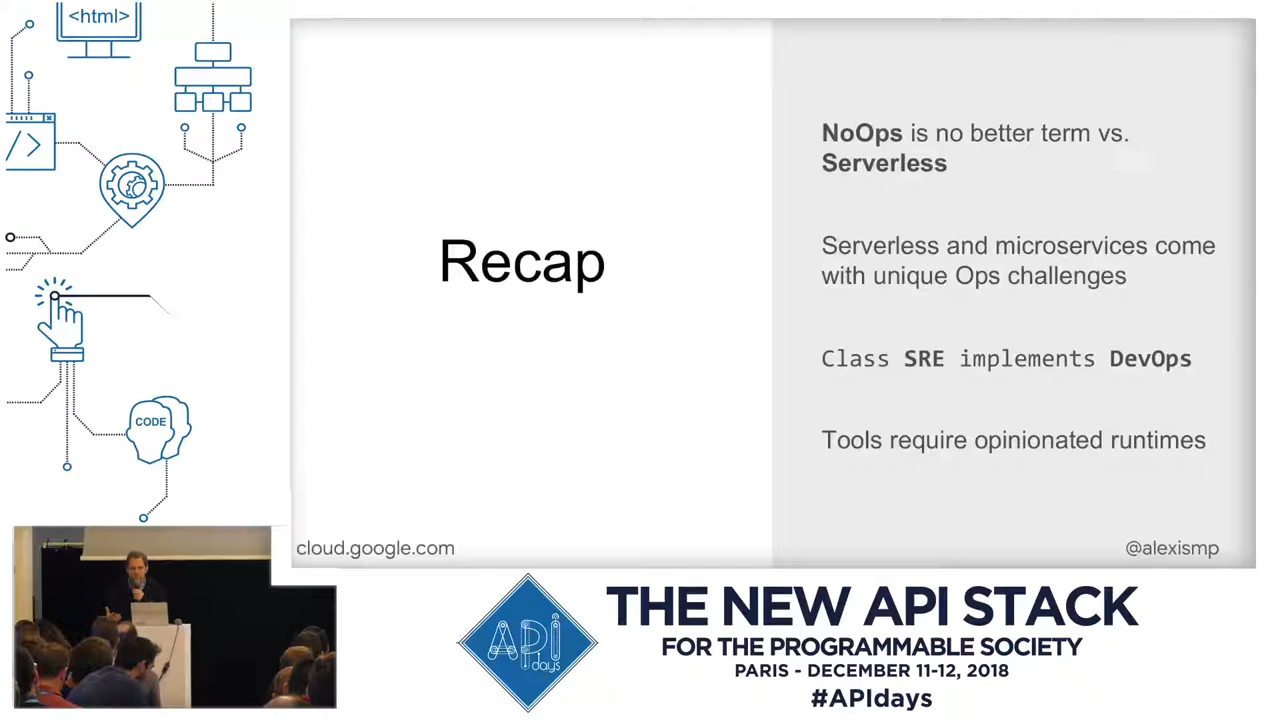 <html>
</>
CODE
Recap
NoOps is no better term vs.
Serverless
Serverless and microservices come
with unique Ops challenges
Class SRE implements DevOps
Tools require opinionated runtimes
cloud.google.com
@alexismp
API
days
THE NEW API STACK
FOR THE PROGRAMMABLE SOCIETY
PARIS - DECEMBER 11-12, 2018
#APIdays